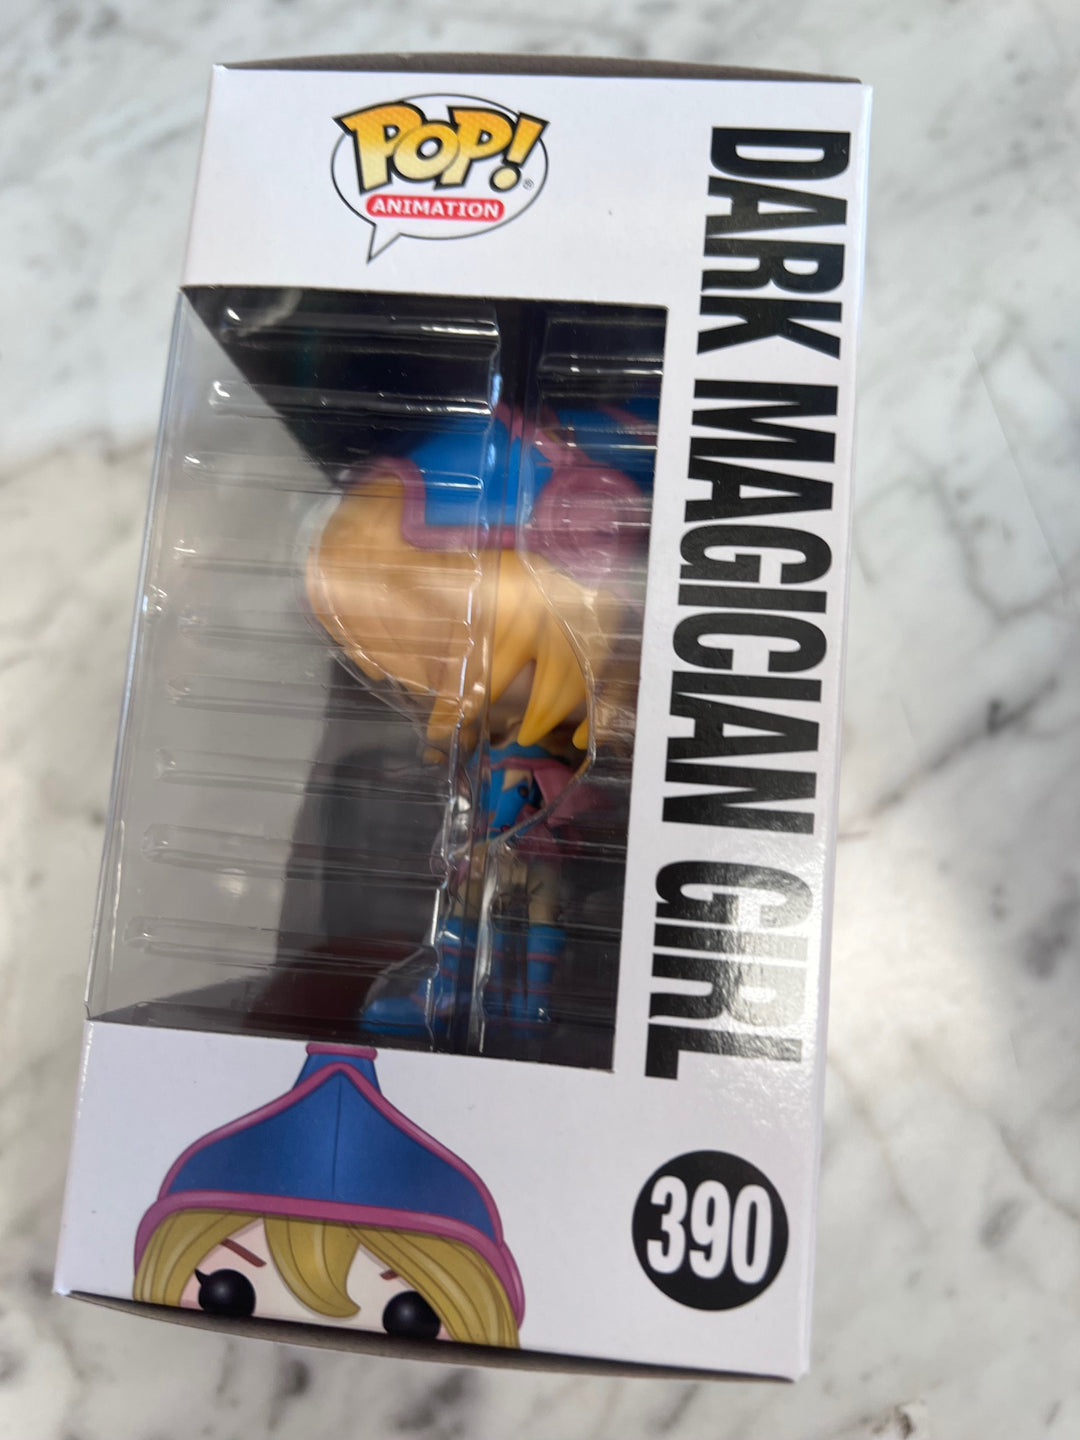 POP!
ANIMATION
DARK MAGICIAN GIRL
390